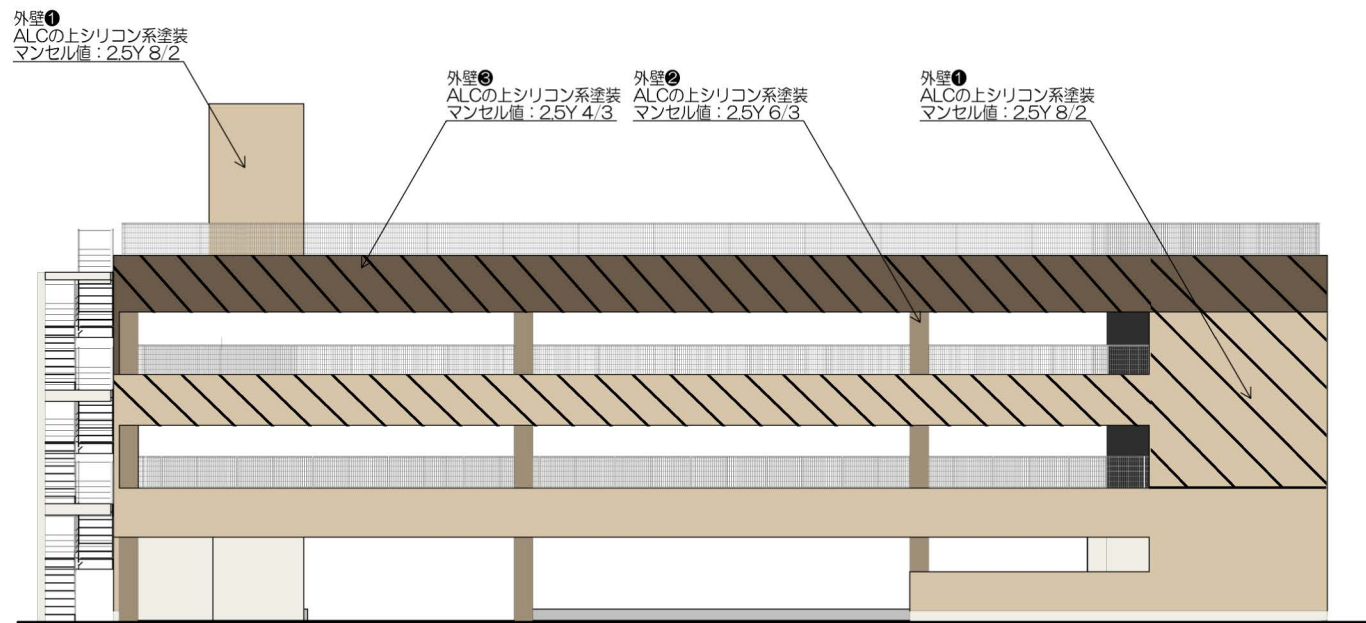 外壁❶
ALCの上シリコン系塗装
マンセル値：2.5Y 8/2
外壁❸
ALCの上シリコン系塗装
マンセル値：2.5Y 4/3
外壁❷
ALCの上シリコン系塗装
マンセル値：2.5Y 6/3
外壁❶
ALCの上シリコン系塗装
マンセル値：2.5Y 8/2